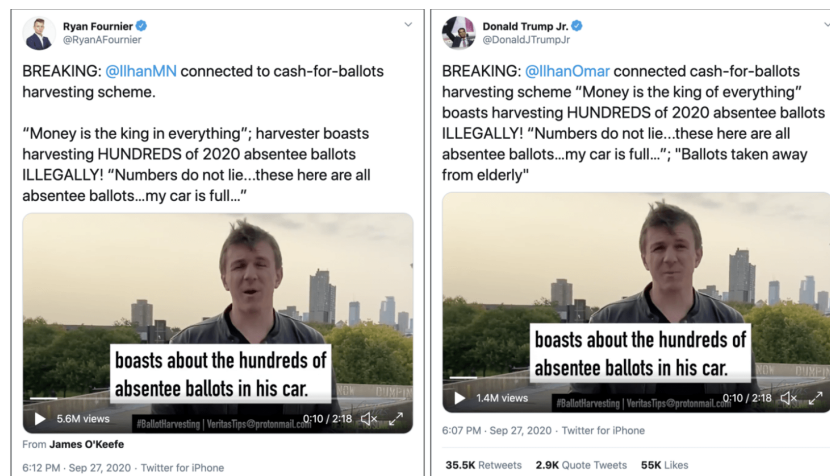 Ryan Fournier
@RyanAFournier
BREAKING: @IlhanMN connected to cash-for-ballots
harvesting scheme.
“Money is the king in everything”; harvester boasts
harvesting HUNDREDS of 2020 absentee ballots
ILLEGALLY! “Numbers do not lie...these here are all
absentee ballots...my car is full...”
boasts about the hundreds of
absentee ballots in his car.
5.6M views
#BallotHarvesting | VeritasTips@protonmail.com
0:10 / 2:18
From James O'Keefe
6:12 PM · Sep 27, 2020 · Twitter for iPhone
Donald Trump Jr.
@DonaldJTrumpJr
BREAKING: @IlhanOmar connected cash-for-ballots
harvesting scheme “Money is the king of everything”
boasts harvesting HUNDREDS of 2020 absentee ballots
ILLEGALLY! “Numbers do not lie...these here are all
absentee ballots...my car is full...”; "Ballots taken away
from elderly"
boasts about the hundreds of
absentee ballots in his car.
1.4M views
#BallotHarvesting | VeritasTips@protonmail.com
0:10 / 2:18
6:07 PM · Sep 27, 2020 · Twitter for iPhone
35.5K Retweets 2.9K Quote Tweets 55K Likes